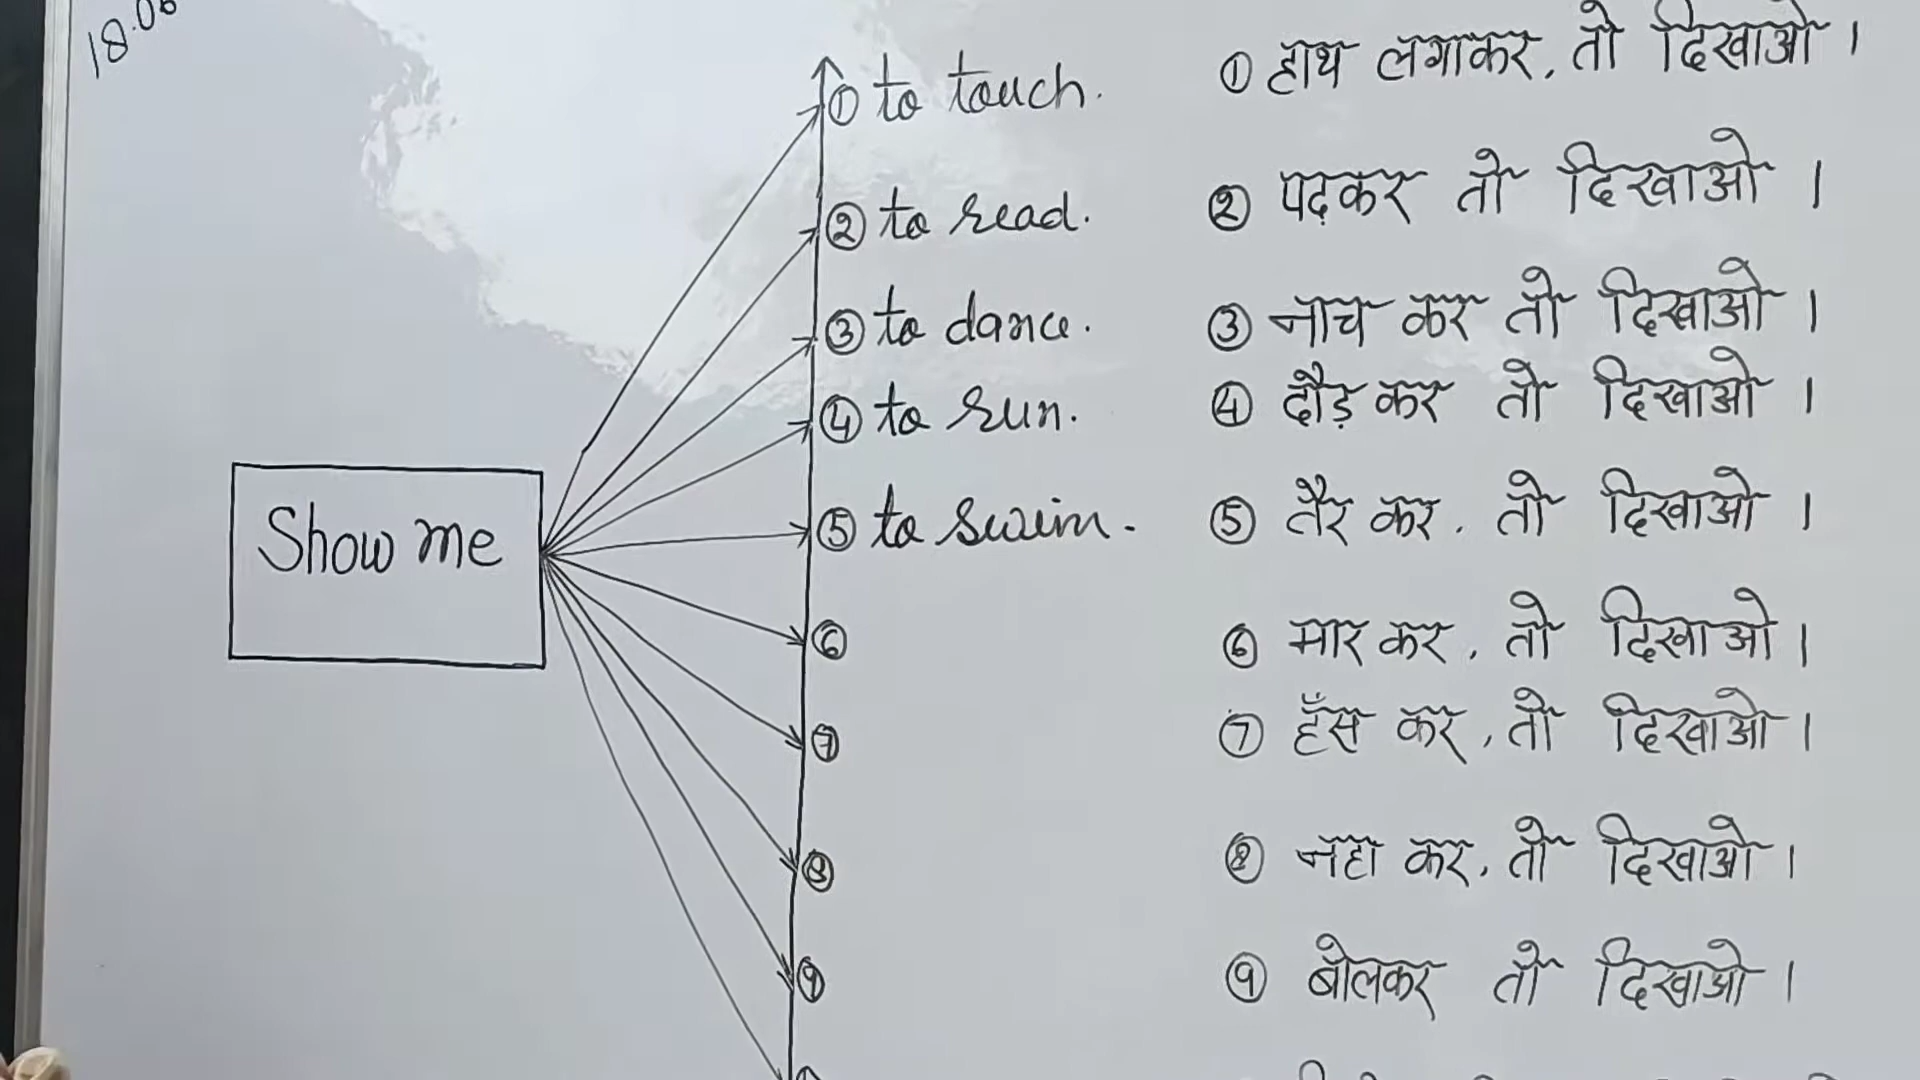 18.06
① to touch. ① हाथ लगाकर, तो दिखाओ ।
② to read. ② पढ़कर तो दिखाओ ।
③ to dance. ③ नाच कर तो दिखाओ ।
④ to run. ④ दौड़ कर तो दिखाओ ।
Show me
⑤ to swim. ⑤ तैर कर, तो दिखाओ ।
⑥ ⑥ मार कर, तो दिखाओ ।
⑦ ⑦ हँस कर, तो दिखाओ ।
⑧ ⑧ नहा कर, तो दिखाओ ।
⑨ ⑨ बोलकर तो दिखाओ ।